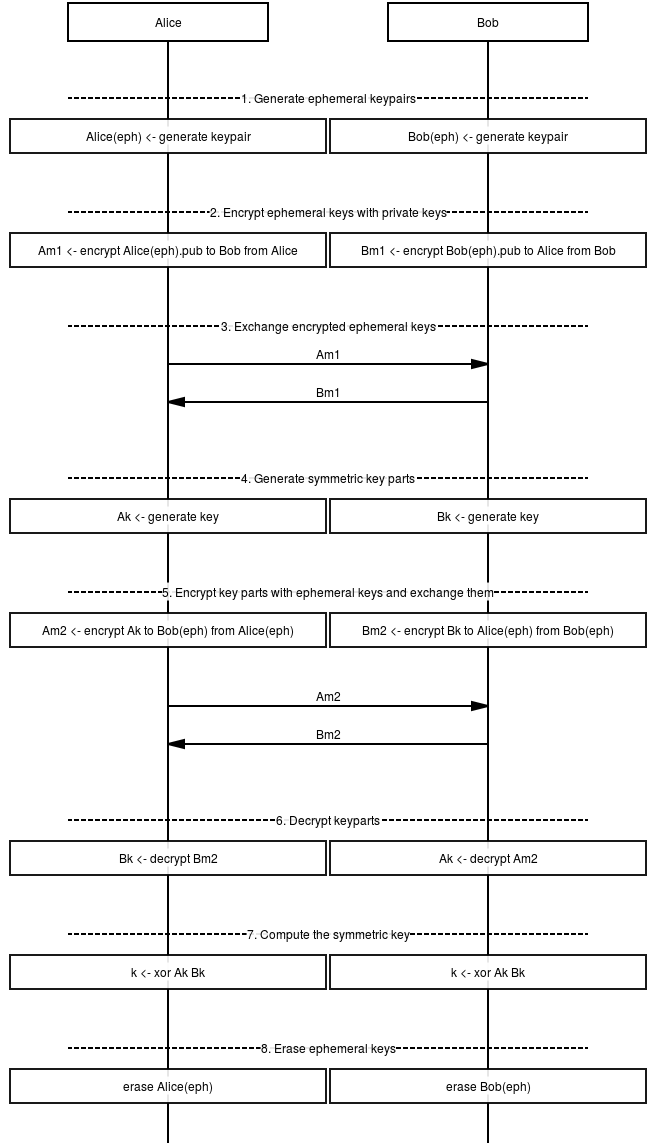 Alice
Bob
1. Generate ephemeral keypairs
Alice(eph) <- generate keypair
Bob(eph) <- generate keypair
2. Encrypt ephemeral keys with private keys
Am1 <- encrypt Alice(eph).pub to Bob from Alice
Bm1 <- encrypt Bob(eph).pub to Alice from Bob
3. Exchange encrypted ephemeral keys
Am1
Bm1
4. Generate symmetric key parts
Ak <- generate key
Bk <- generate key
5. Encrypt key parts with ephemeral keys and exchange them
Am2 <- encrypt Ak to Bob(eph) from Alice(eph)
Bm2 <- encrypt Bk to Alice(eph) from Bob(eph)
Am2
Bm2
6. Decrypt keyparts
Bk <- decrypt Bm2
Ak <- decrypt Am2
7. Compute the symmetric key
k <- xor Ak Bk
k <- xor Ak Bk
8. Erase ephemeral keys
erase Alice(eph)
erase Bob(eph)